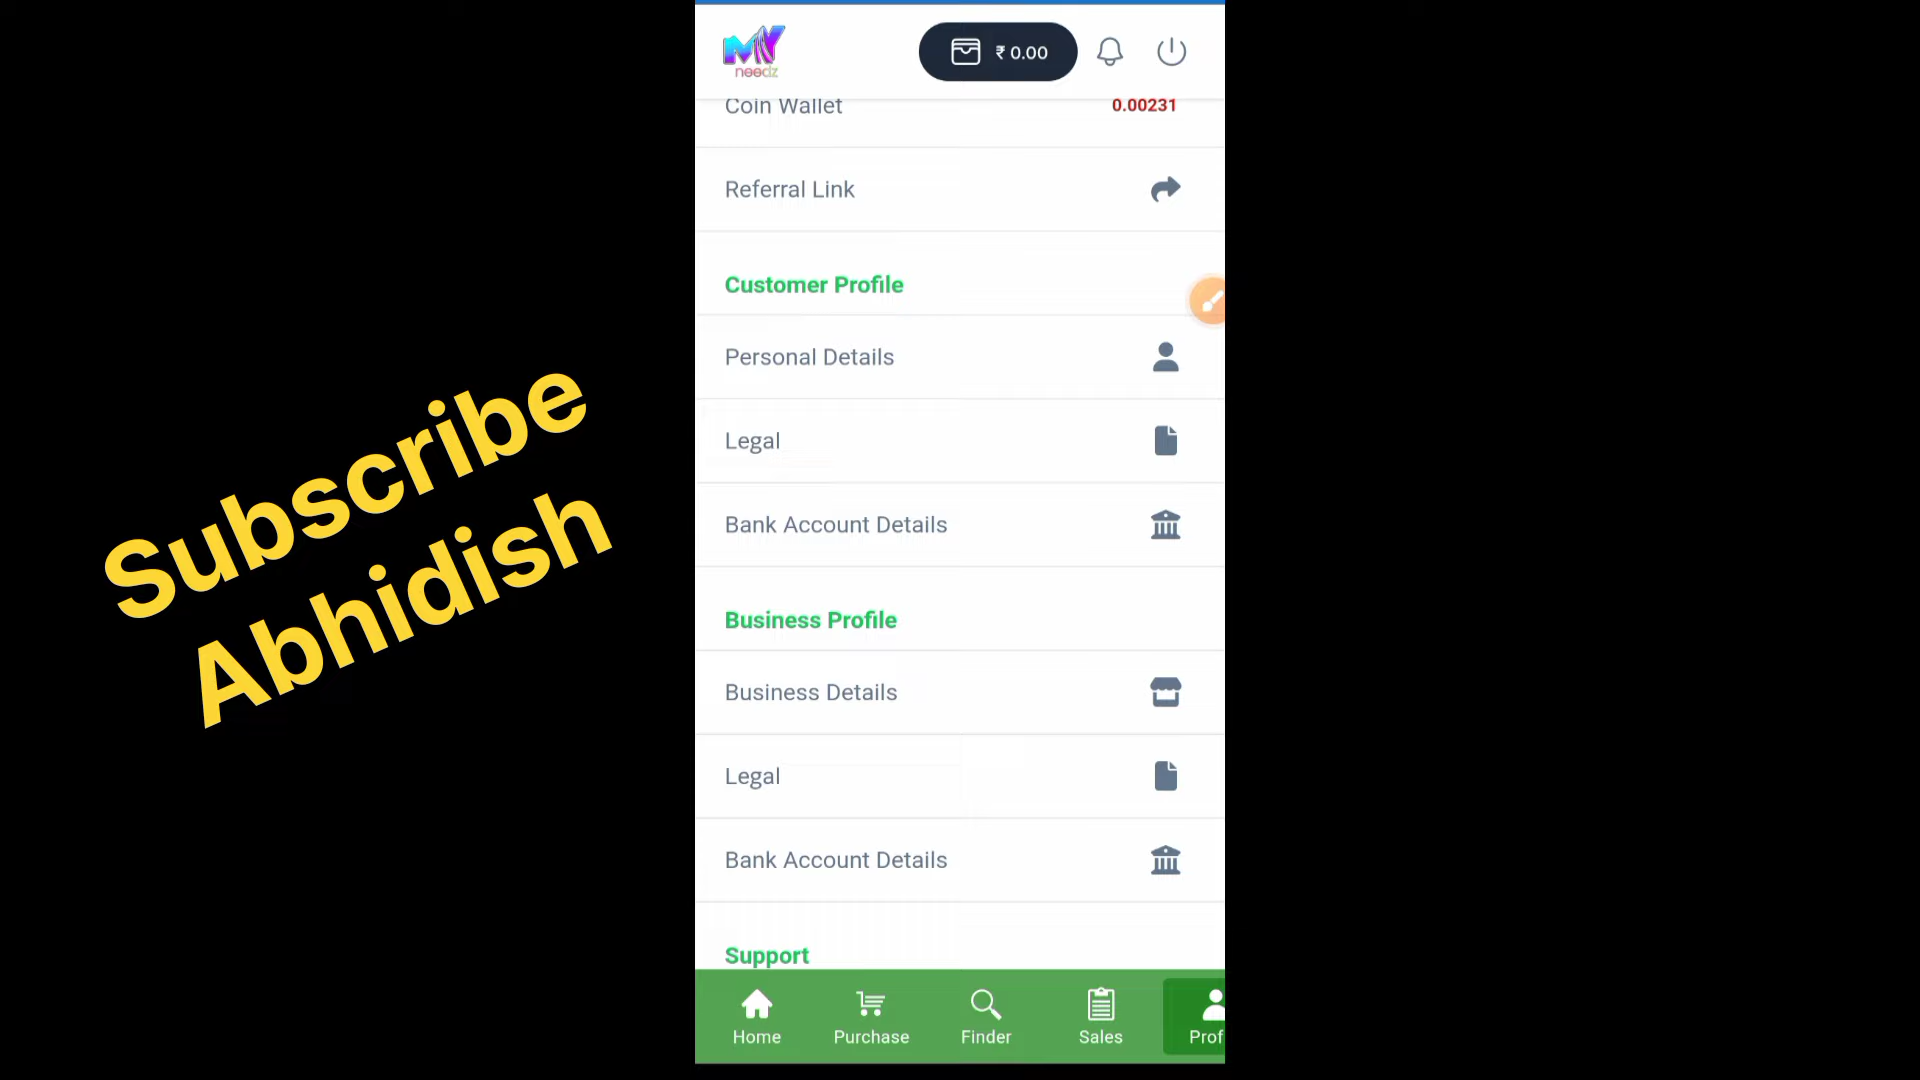 Subscribe
Abhidish
MY
needz
₹ 0.00
Coin Wallet 0.00231
Referral Link
Customer Profile
Personal Details
Legal
Bank Account Details
Business Profile
Business Details
Legal
Bank Account Details
Support
Home Purchase Finder Sales Prof